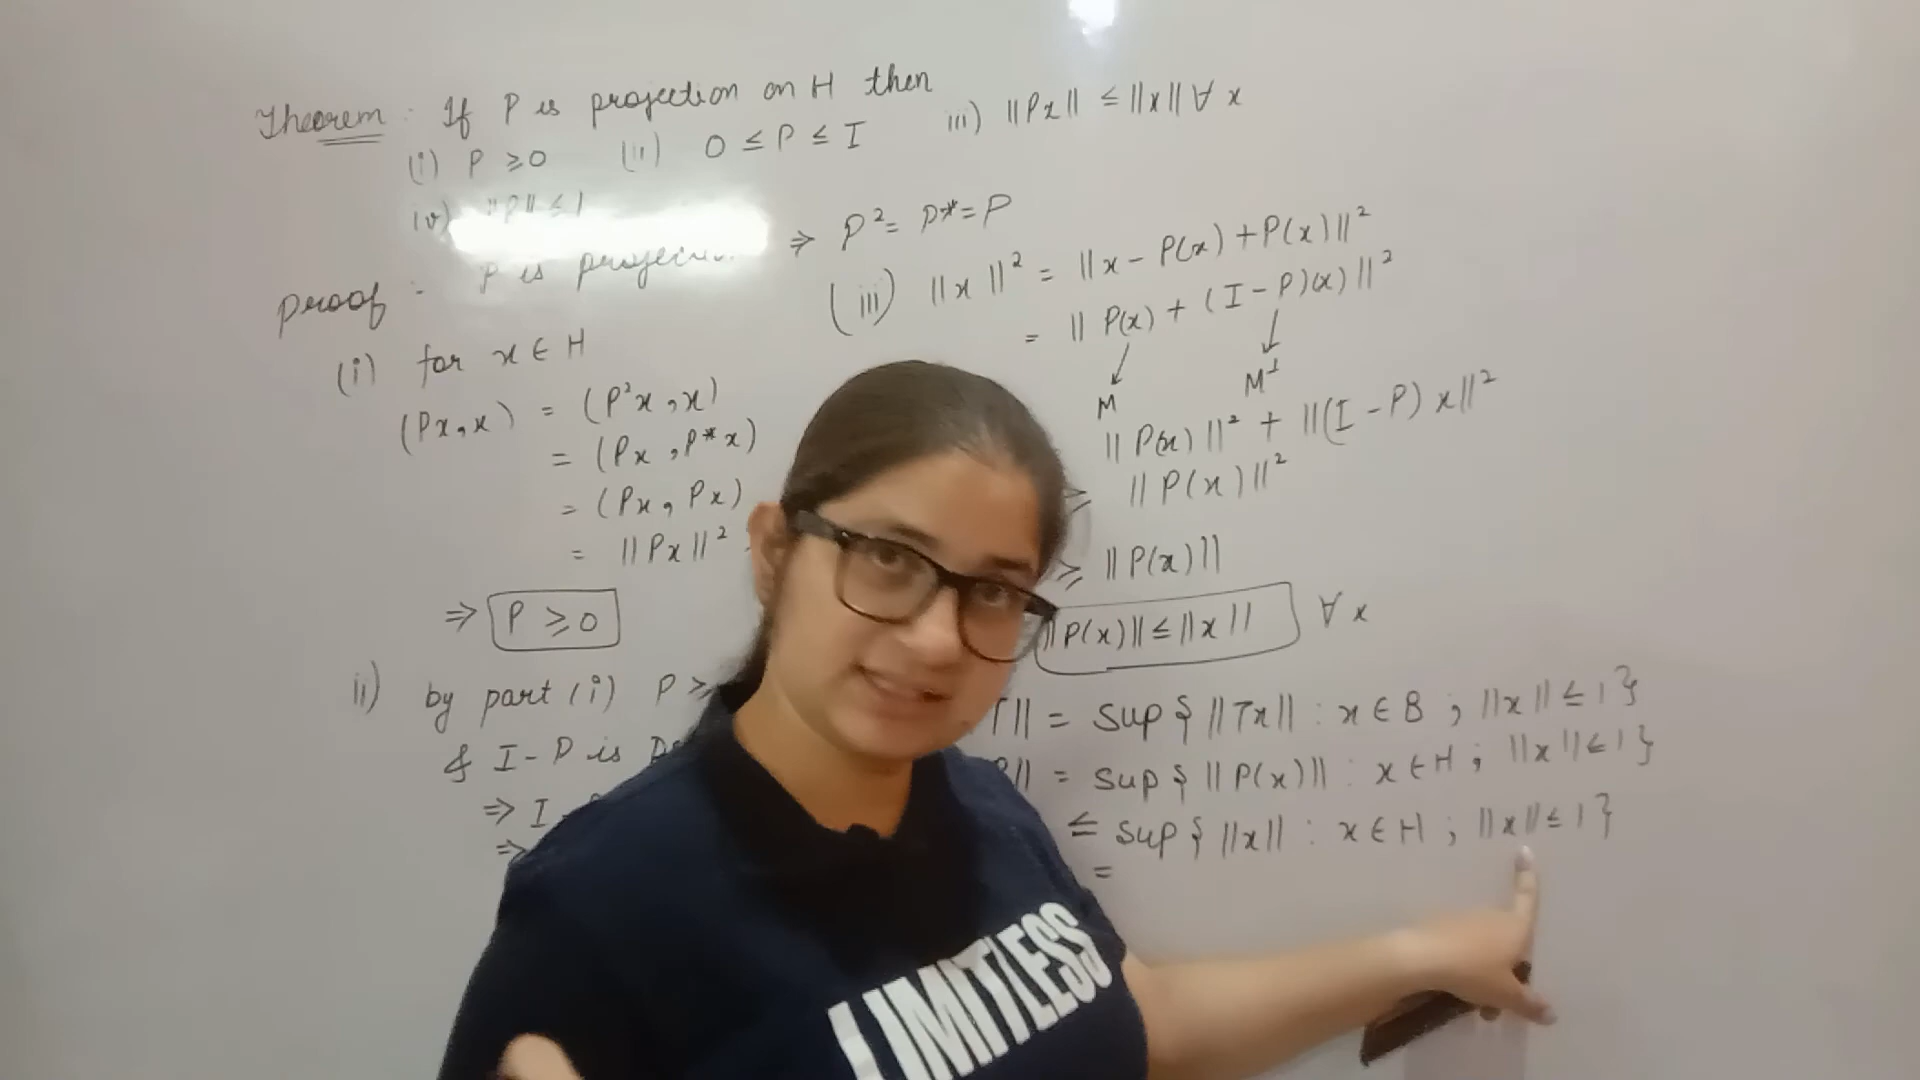 Theorem : If P is projection on H then
(i) P ≥ 0 (ii) 0 ≤ P ≤ I iii) ||Px|| ≤ ||x|| ∀ x
iv) ||P|| ≤ 1
Proof :- P is ⇒ P² = P* = P
(i) for x ∈ H
(Px, x) = (P²x, x)
= (Px, P*x)
= (Px, Px)
= ||Px||²
⇒ P ≥ 0
ii) by part (i) P ≥
& I - P is
⇒ I
⇒
(iii) ||x||² = ||x - P(x) + P(x)||²
= ||P(x) + (I - P)(x)||²
M M⊥
||P(x)||² + ||(I - P)x||²
≥ ||P(x)||²
≥ ||P(x)||
||P(x)|| ≤ ||x|| ∀ x
T|| = sup { ||Tx|| : x ∈ B ; ||x|| ≤ 1 }
P|| = sup { ||P(x)|| : x ∈ H ; ||x|| ≤ 1 }
≤ sup { ||x|| : x ∈ H ; ||x|| ≤ 1 }
=
LIMITLESS